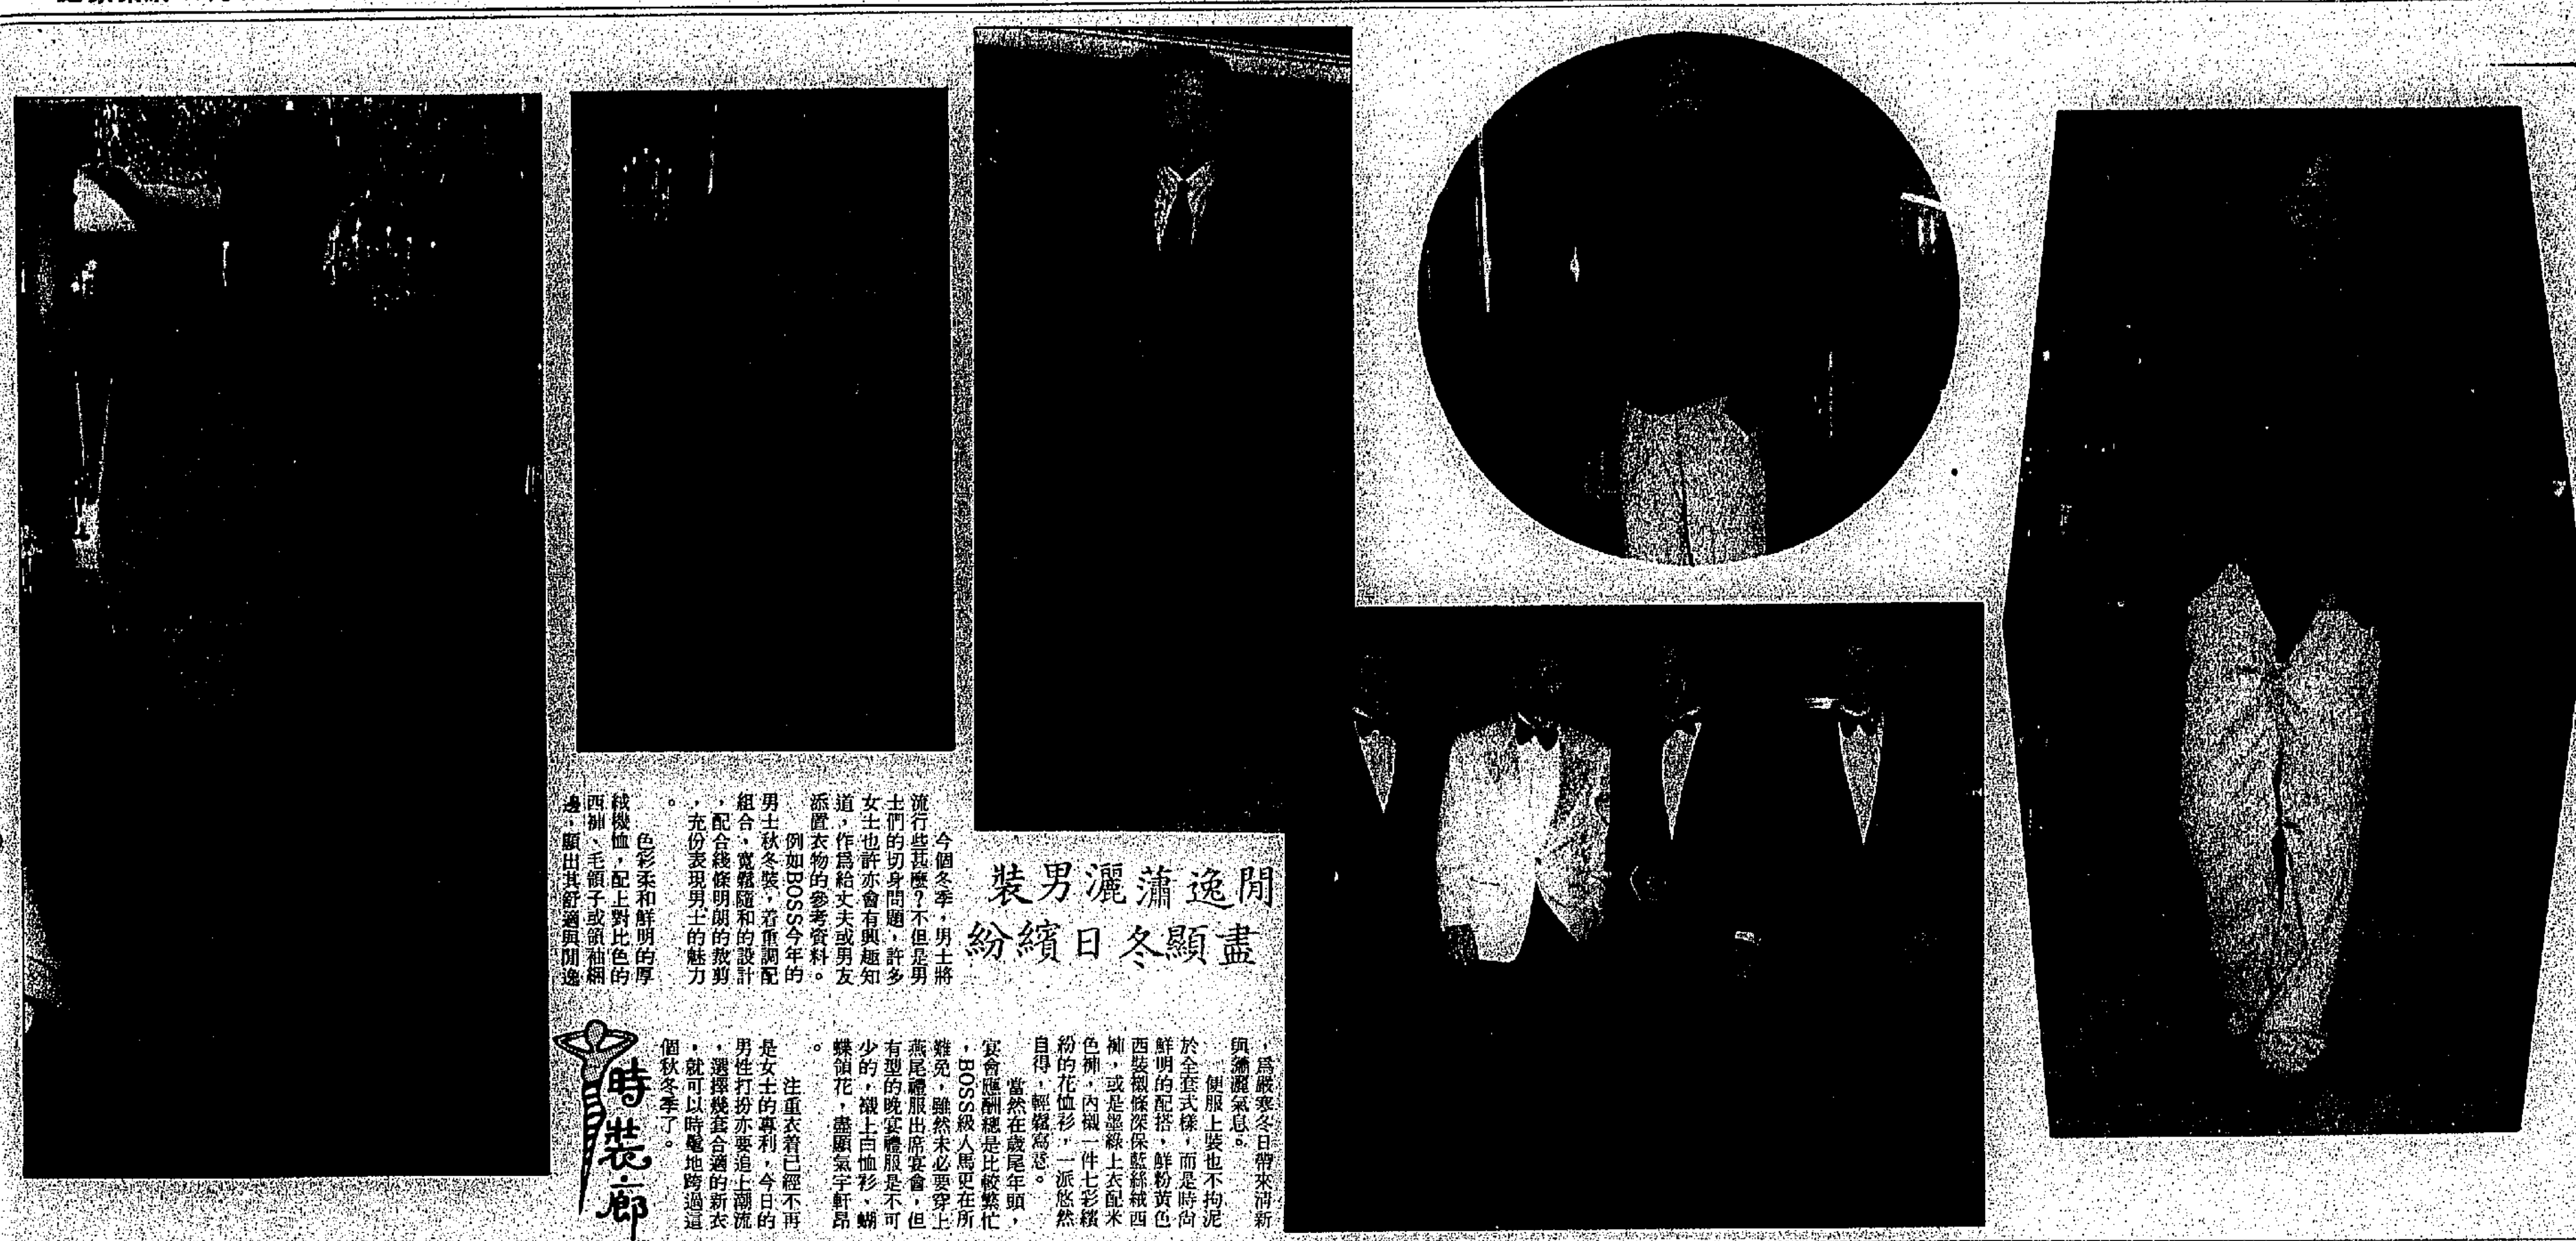 閒逸瀟灑男裝
盡顯冬日繽紛
今個冬季，男士將
流行些甚麼？不但是男
士們的切身問題，許多
女士也許亦會有興趣知
道，作爲給丈夫或男友
添置衣物的參考資料。
例如BOSS今年的
男士秋冬裝，着重調配
組合，寬鬆隨和的設計
，配合綫條明朗的裁剪
，充份表現男士的魅力
。
色彩柔和鮮明的厚
絨機恤，配上對比色的
西褲、毛領子或領袖綑
邊，顯出其舒適與閒逸
，爲嚴寒冬日帶來清新
與瀟灑氣息。
便服上裝也不拘泥
於全套式樣，而是時尚
鮮明的配搭，鮮粉黃色
西裝襯條深保藍絲絨西
褲，或是墨綠上衣配米
色褲，內襯一件七彩繽
紛的花恤衫，一派悠然
自得，輕鬆寫意。
當然在歲尾年頭，
宴會應酬總是比較繁忙
，BOSS級人馬更在所
難免，雖然未必要穿上
燕尾禮服出席宴會，但
有型的晚宴禮服是不可
少的，襯上白恤衫、蝴
蝶領花，盡顯氣宇軒昂
。
注重衣着已經不再
是女士的專利，今日的
男性打扮亦要追上潮流
，選擇幾套合適的新衣
，就可以時髦地跨過這
個秋冬季了。
時裝廊